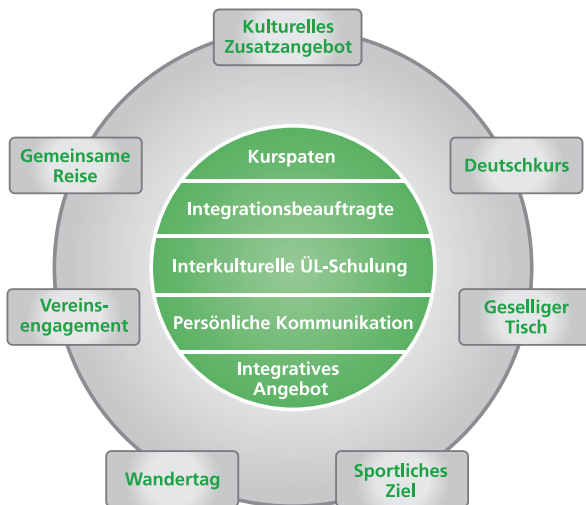 Kulturelles
Zusatzangebot
Gemeinsame
Reise
Kurspaten
Deutschkurs
Integrationsbeauftragte
Interkulturelle ÜL-Schulung
Vereins-
engagement
Persönliche Kommunikation
Geselliger
Tisch
Integratives
Angebot
Wandertag
Sportliches
Ziel